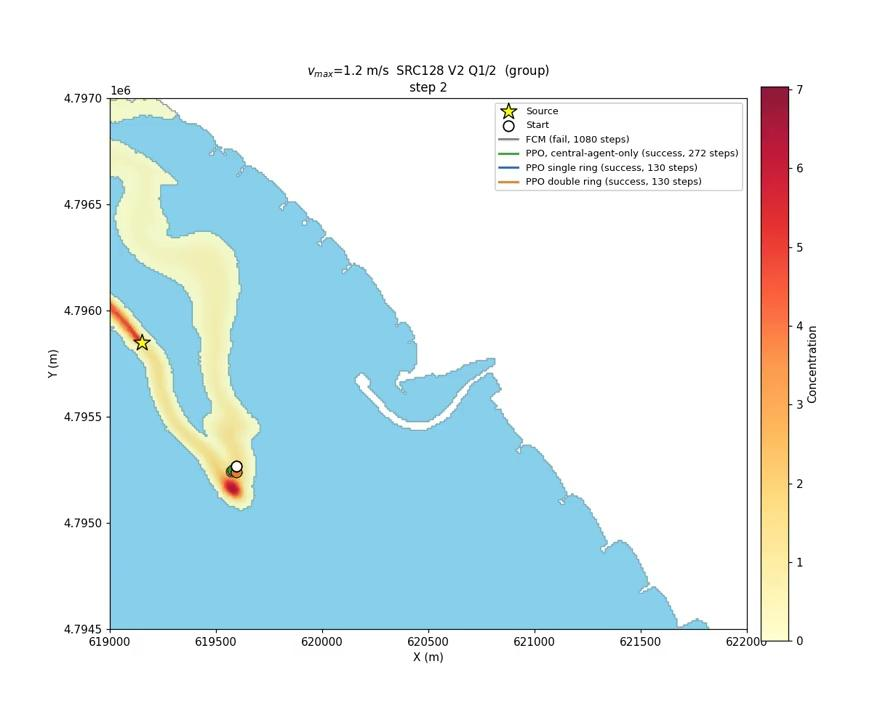 v_max=1.2 m/s SRC128 V2 Q1/2 (group)
step 2
1e6
4.7970
4.7965
4.7960
4.7955
4.7950
4.7945
Y (m)
619000
619500
620000
620500
621000
621500
622000
X (m)
Source
Start
FCM (fail, 1080 steps)
PPO, central-agent-only (success, 272 steps)
PPO single ring (success, 130 steps)
PPO double ring (success, 130 steps)
7
6
5
4
3
2
1
0
Concentration